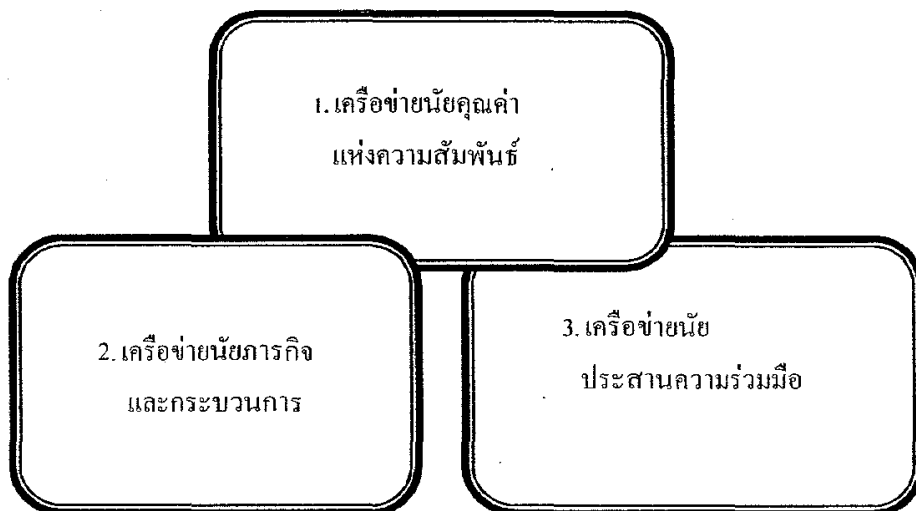 1. เครือข่ายนัยคุณค่า
แห่งความสัมพันธ์
2. เครือข่ายนัยภารกิจ
และกระบวนการ
3. เครือข่ายนัย
ประสานความร่วมมือ